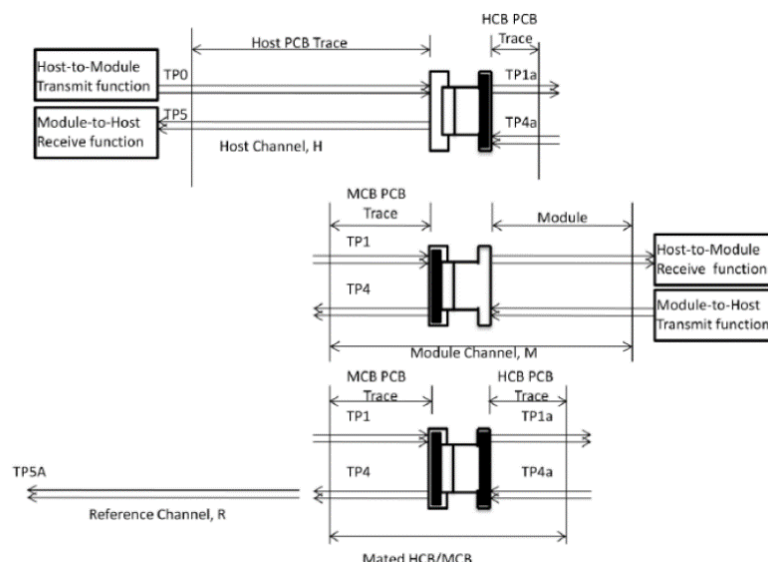 HCB PCB
Host PCB Trace
Trace
Host-to-Module
Transmit function
TP0
TP1a
Module-to-Host
Receive function
TP5
TP4a
Host Channel, H
MCB PCB
Trace
Module
TP1
Host-to-Module
Receive function
TP4
Module-to-Host
Transmit function
Module Channel, M
MCB PCB
Trace
HCB PCB
Trace
TP1
TP1a
TP5A
TP4
TP4a
Reference Channel, R
Mated HCB/MCB